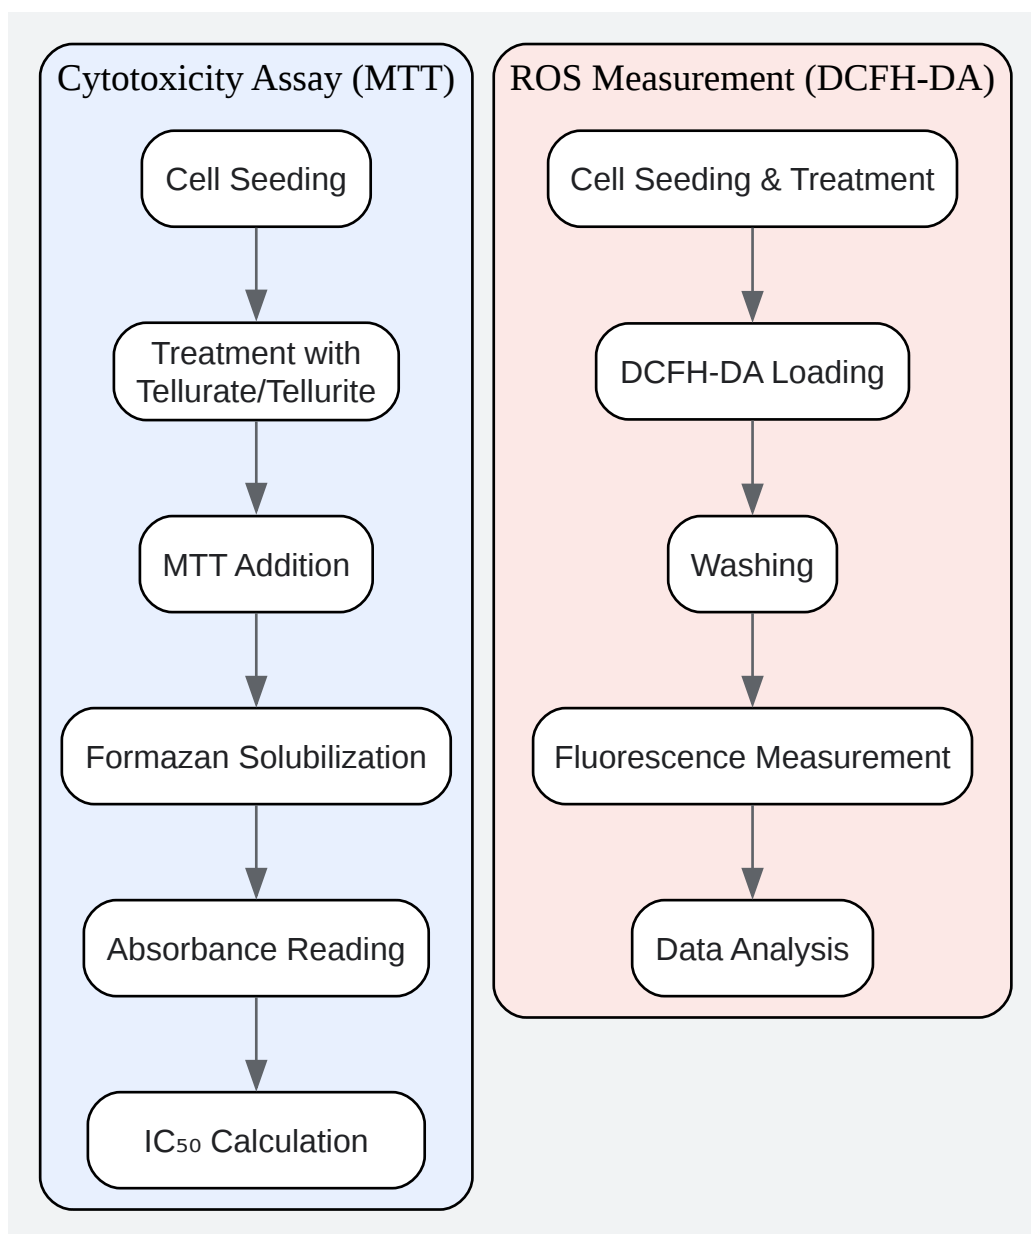 Cytotoxicity Assay (MTT)
Cell Seeding
Treatment with
Tellurate/Tellurite
MTT Addition
Formazan Solubilization
Absorbance Reading
IC₅₀ Calculation
ROS Measurement (DCFH-DA)
Cell Seeding & Treatment
DCFH-DA Loading
Washing
Fluorescence Measurement
Data Analysis